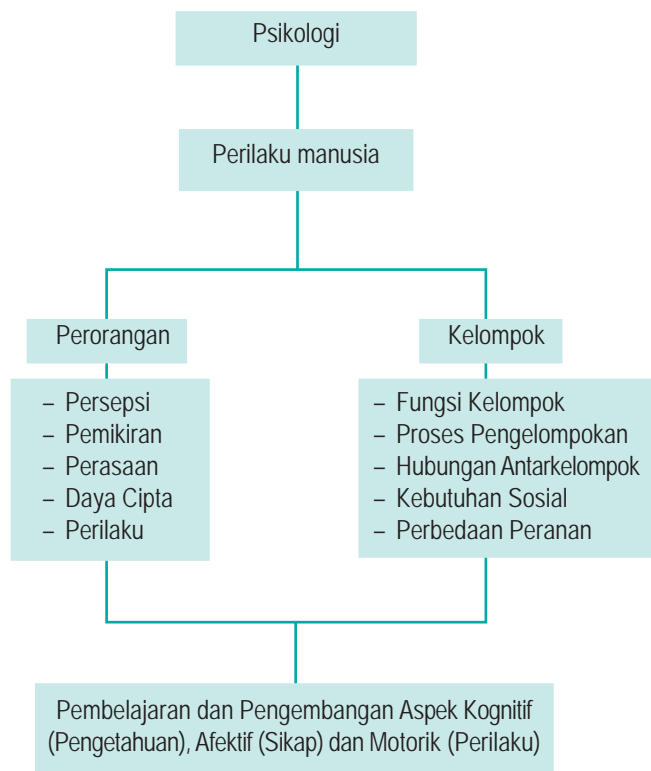 Psikologi
Perilaku manusia
Perorangan
– Persepsi
– Pemikiran
– Perasaan
– Daya Cipta
– Perilaku
Kelompok
– Fungsi Kelompok
– Proses Pengelompokan
– Hubungan Antarkelompok
– Kebutuhan Sosial
– Perbedaan Peranan
Pembelajaran dan Pengembangan Aspek Kognitif
(Pengetahuan), Afektif (Sikap) dan Motorik (Perilaku)